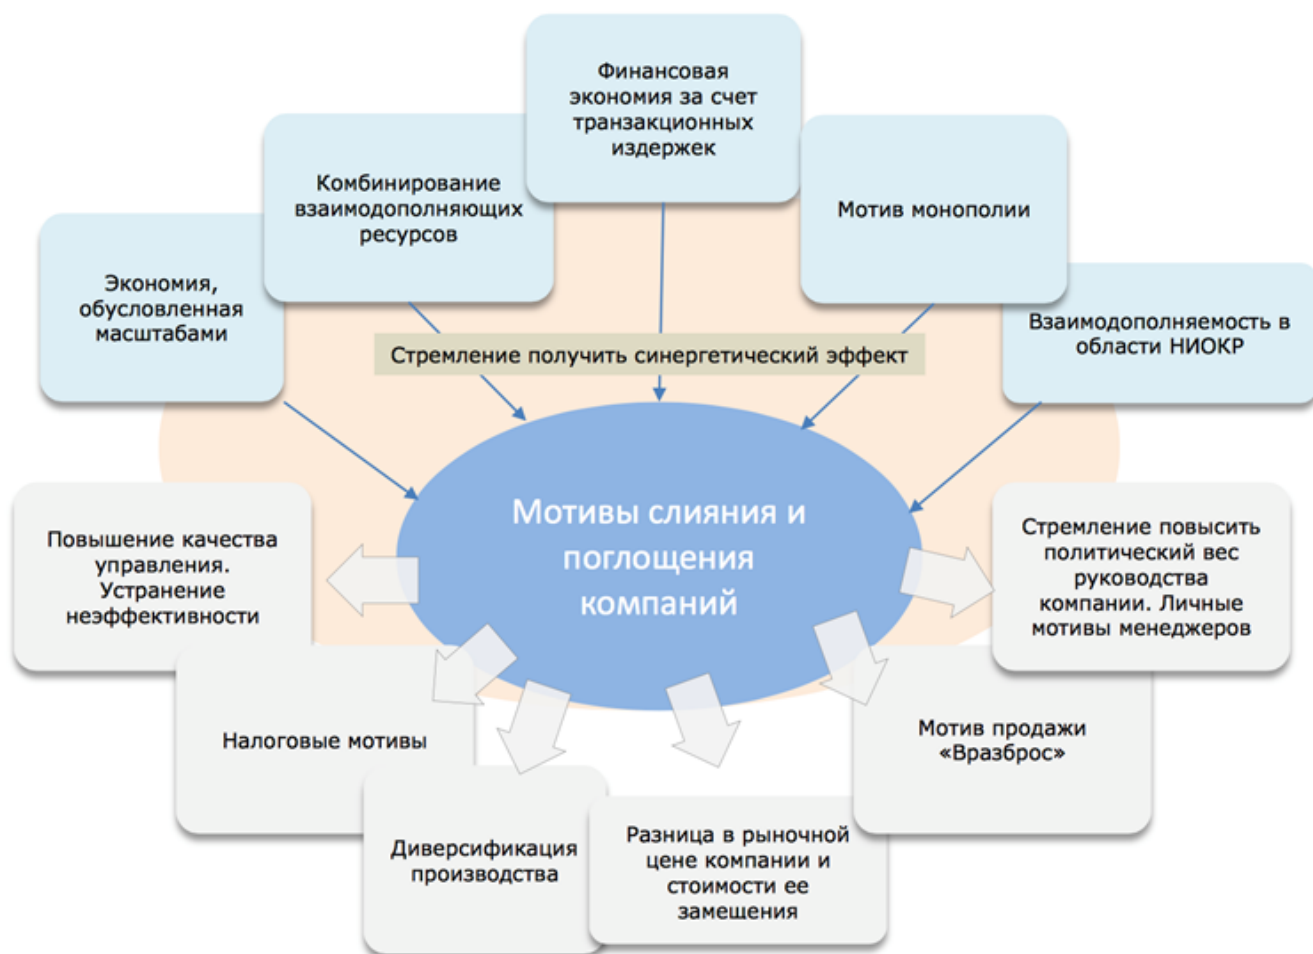 Финансовая
экономия за счет
транзакционных
издержек
Комбинирование
взаимодополняющих
ресурсов
Мотив монополии
Экономия,
обусловленная
масштабами
Взаимодополняемость в
области НИОКР
Стремление получить синергетический эффект
Мотивы слияния и
поглощения
компаний
Повышение качества
управления.
Устранение
неэффективности
Стремление повысить
политический вес
руководства
компании. Личные
мотивы менеджеров
Налоговые мотивы
Мотив продажи
«Вразброс»
Диверсификация
производства
Разница в рыночной
цене компании и
стоимости ее
замещения